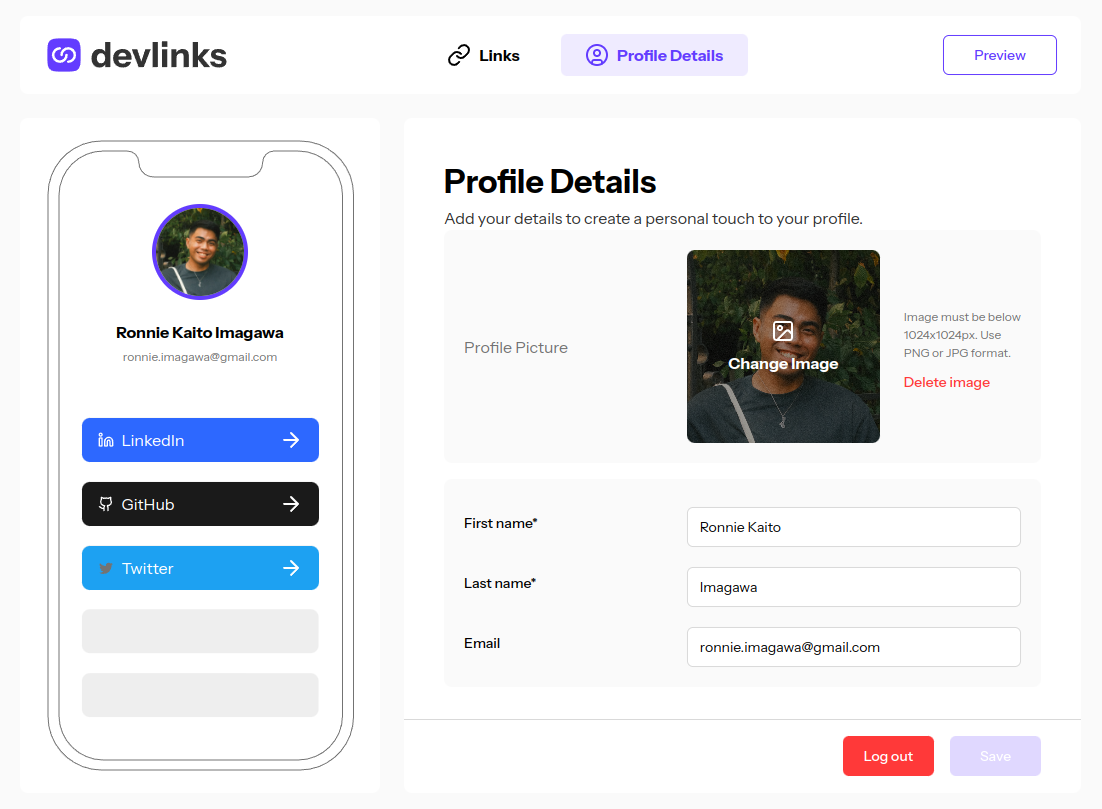 devlinks
Links
Profile Details
Preview
Ronnie Kaito Imagawa
ronnie.imagawa@gmail.com
LinkedIn
GitHub
Twitter
Profile Details
Add your details to create a personal touch to your profile.
Profile Picture
Change Image
Image must be below
1024x1024px. Use
PNG or JPG format.
Delete image
First name*
Ronnie Kaito
Last name*
Imagawa
Email
ronnie.imagawa@gmail.com
Log out
Save